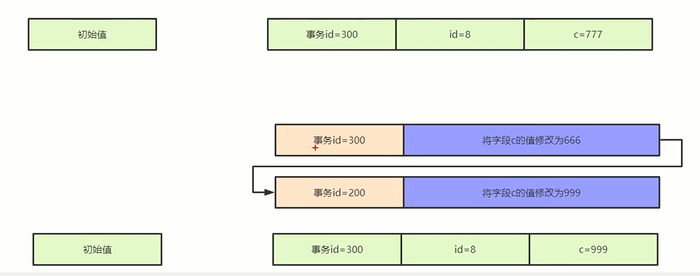 初始值 事务id=300 id=8 c=777
事务id=300 将字段c的值修改为666
事务id=200 将字段c的值修改为999
初始值 事务id=300 id=8 c=999